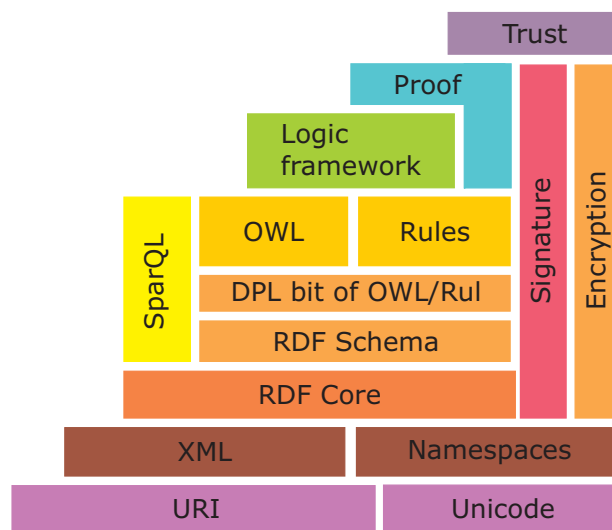 Trust
Proof
Logic
framework
Signature
Encryption
SparQL
OWL
Rules
DPL bit of OWL/Rul
RDF Schema
RDF Core
XML
Namespaces
URI
Unicode